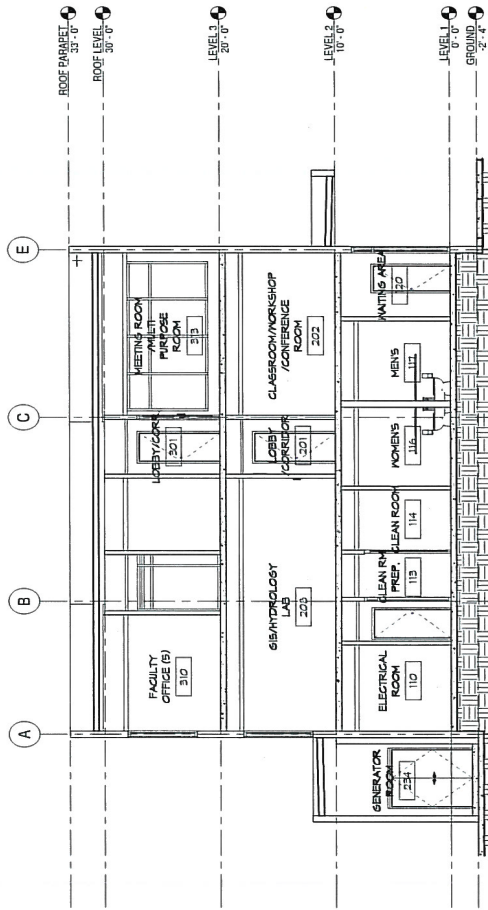 ROOF PARAPET
33' - 0"
ROOF LEVEL
30' - 0"
LEVEL 3
20' - 0"
LEVEL 2
10' - 0"
LEVEL 1
0' - 0"
GROUND
-2' - 4"
A
B
C
E
FACULTY
OFFICE (5)
310
LOBBY/CORR.
301
MEETING ROOM
/MULTI
PURPOSE
ROOM
313
GIS/HYDROLOGY
LAB
203
LOBBY
/CORRIDOR
201
CLASSROOM/WORKSHOP
/CONFERENCE
ROOM
202
GENERATOR
ROOM
234
ELECTRICAL
ROOM
110
CLEAN RM
PREP.
113
CLEAN ROOM
114
WOMEN'S
116
MEN'S
117
WAITING AREA
120